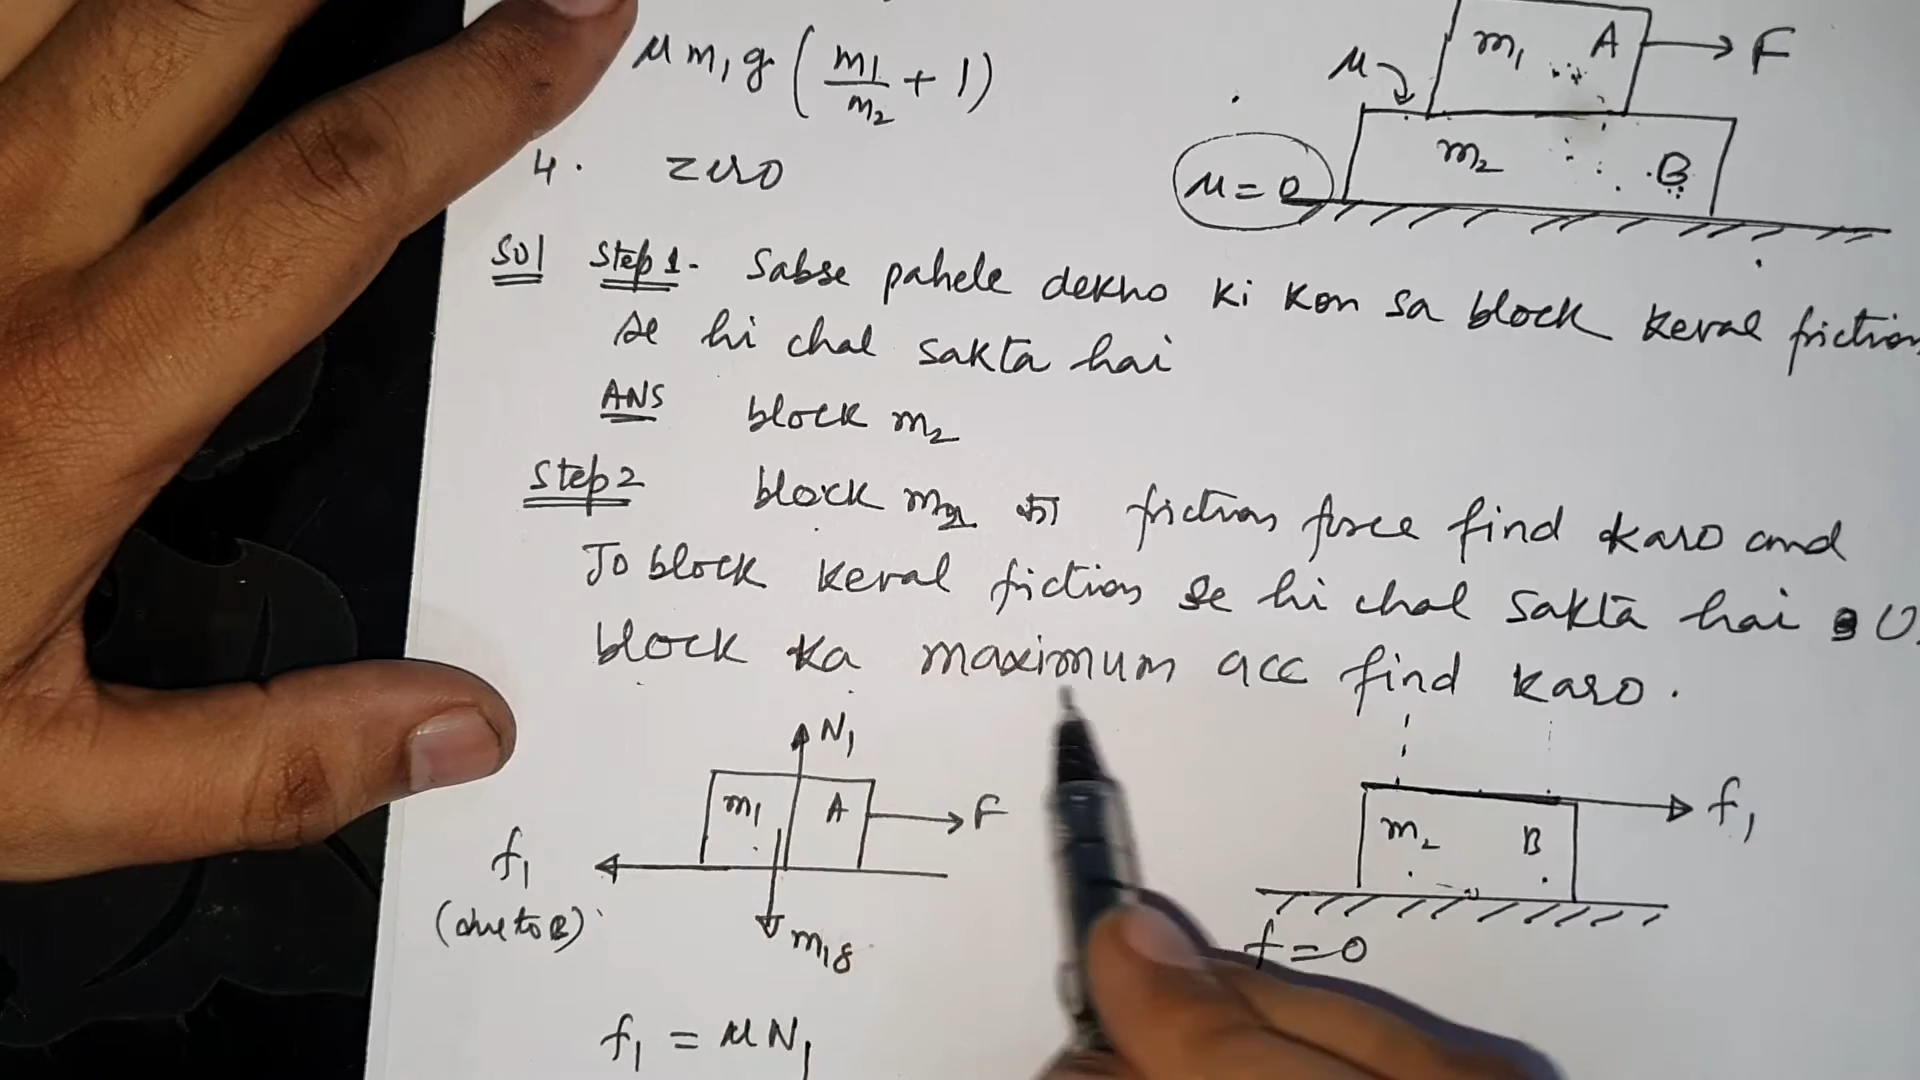 μ m₁ g ( m₁/m₂ + 1 )
m₁ A → F
μ
m₂ B
μ = 0
4. zero
Sol Step 1- Sabse pahele dekho ki kon sa block keval friction
se hi chal sakta hai
ANS block m₂
Step 2 block m₂ का friction force find karo and
Jo block keval friction se hi chal sakta hai
block ka maximum acc find karo.
N₁
m₁ A F
f₁
(due to B)
m₁g
f₁
m₂ B
f = 0
f₁ = μN₁